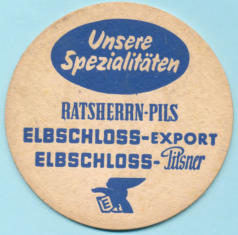 Unsere
Spezialitäten
RATSHERRN-PILS
ELBSCHLOSS-EXPORT
ELBSCHLOSS-Pilsner
E